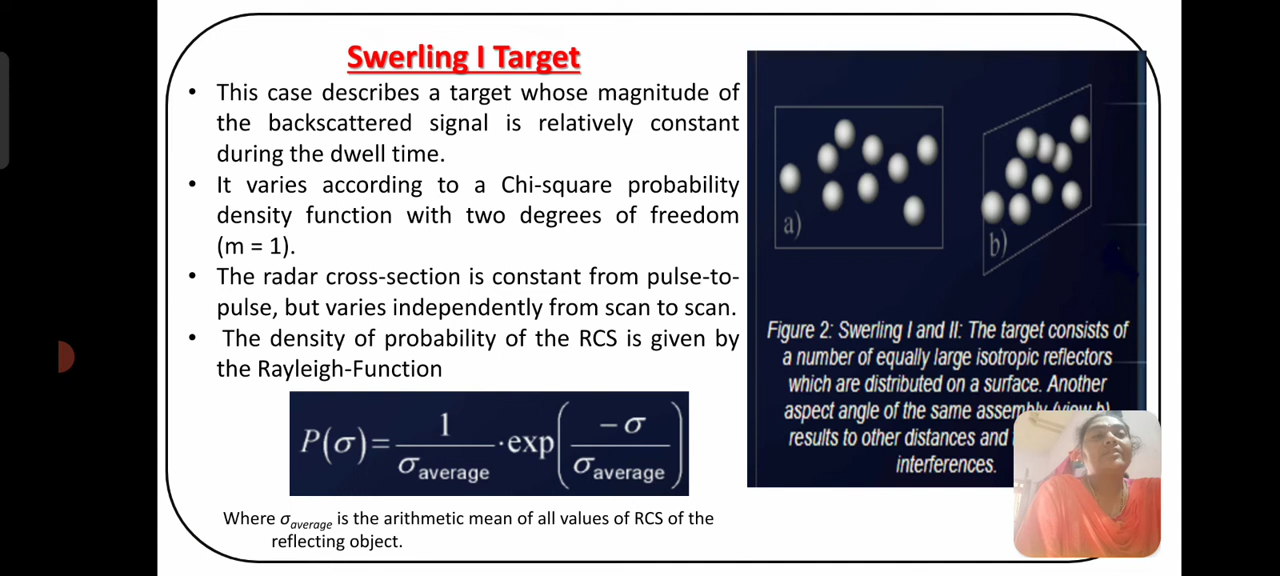 Swerling I Target
• This case describes a target whose magnitude of
the backscattered signal is relatively constant
during the dwell time.
• It varies according to a Chi-square probability
density function with two degrees of freedom
(m = 1).
• The radar cross-section is constant from pulse-to-
pulse, but varies independently from scan to scan.
• The density of probability of the RCS is given by
the Rayleigh-Function
P(σ)= 1/σaverage ·exp(−σ/σaverage)
Where σaverage is the arithmetic mean of all values of RCS of the
reflecting object.
a)
b)
Figure 2: Swerling I and II: The target consists of
a number of equally large isotropic reflectors
which are distributed on a surface. Another
aspect angle of the same assembly (view b)
results to other distances and
interferences.